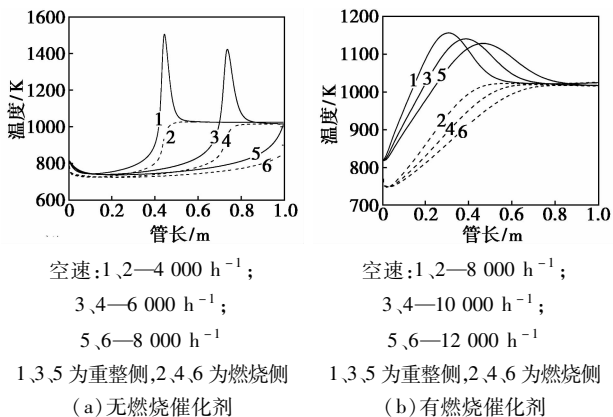 1600
1400
1200
1000
800
600
温度/K
1
2
3
4
5
6
0
0.2
0.4
0.6
0.8
1.0
管长/m
空速:1、2—4 000 h⁻¹;
3、4—6 000 h⁻¹;
5、6—8 000 h⁻¹
1、3、5 为重整侧,2、4、6 为燃烧侧
(a)无燃烧催化剂
1200
1100
1000
900
800
700
温度/K
1
3
5
2
4
6
0
0.2
0.4
0.6
0.8
1.0
管长/m
空速:1、2—8 000 h⁻¹;
3、4—10 000 h⁻¹;
5、6—12 000 h⁻¹
1、3、5 为重整侧,2、4、6 为燃烧侧
(b)有燃烧催化剂